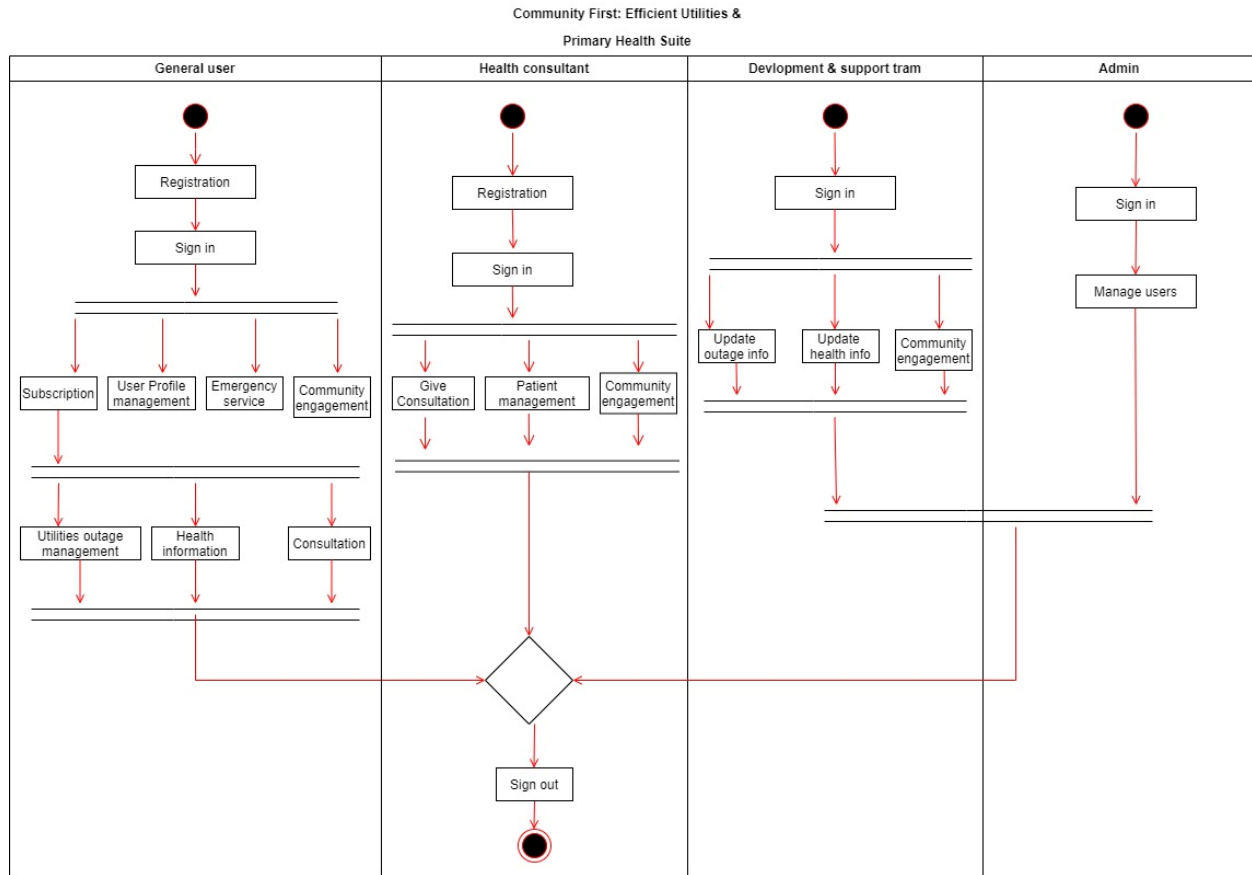 Community First: Efficient Utilities &
Primary Health Suite
General user
Health consultant
Devlopment & support tram
Admin
Registration
Sign in
Subscription
User Profile
management
Emergency
service
Community
engagement
Utilities outage
management
Health
information
Consultation
Registration
Sign in
Give
Consultation
Patient
management
Community
engagement
Sign out
Sign in
Update
outage info
Update
health info
Community
engagement
Sign in
Manage users